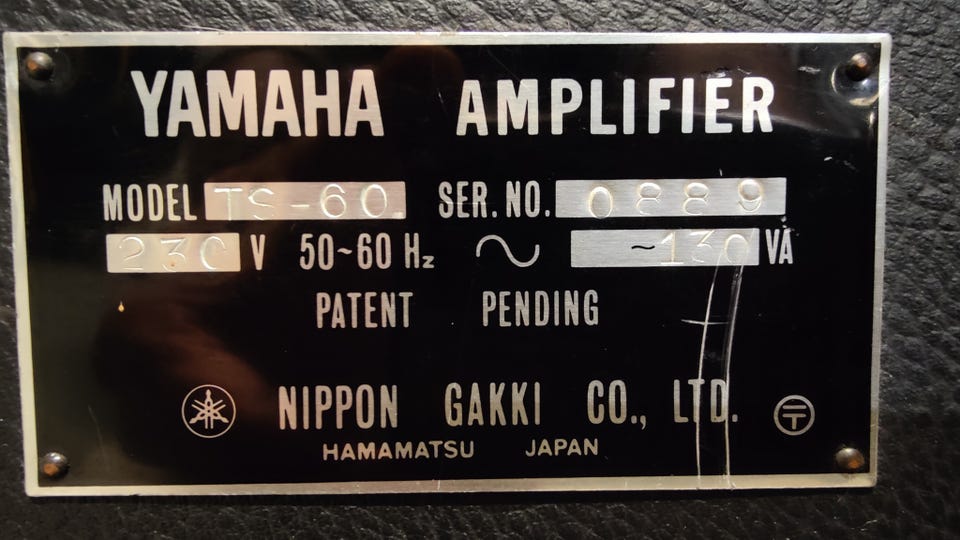 YAMAHA AMPLIFIER
MODEL TS-60. SER. NO. 0889
230 V 50~60 Hz ~130 VA
PATENT PENDING
NIPPON GAKKI CO., LTD.
HAMAMATSU JAPAN